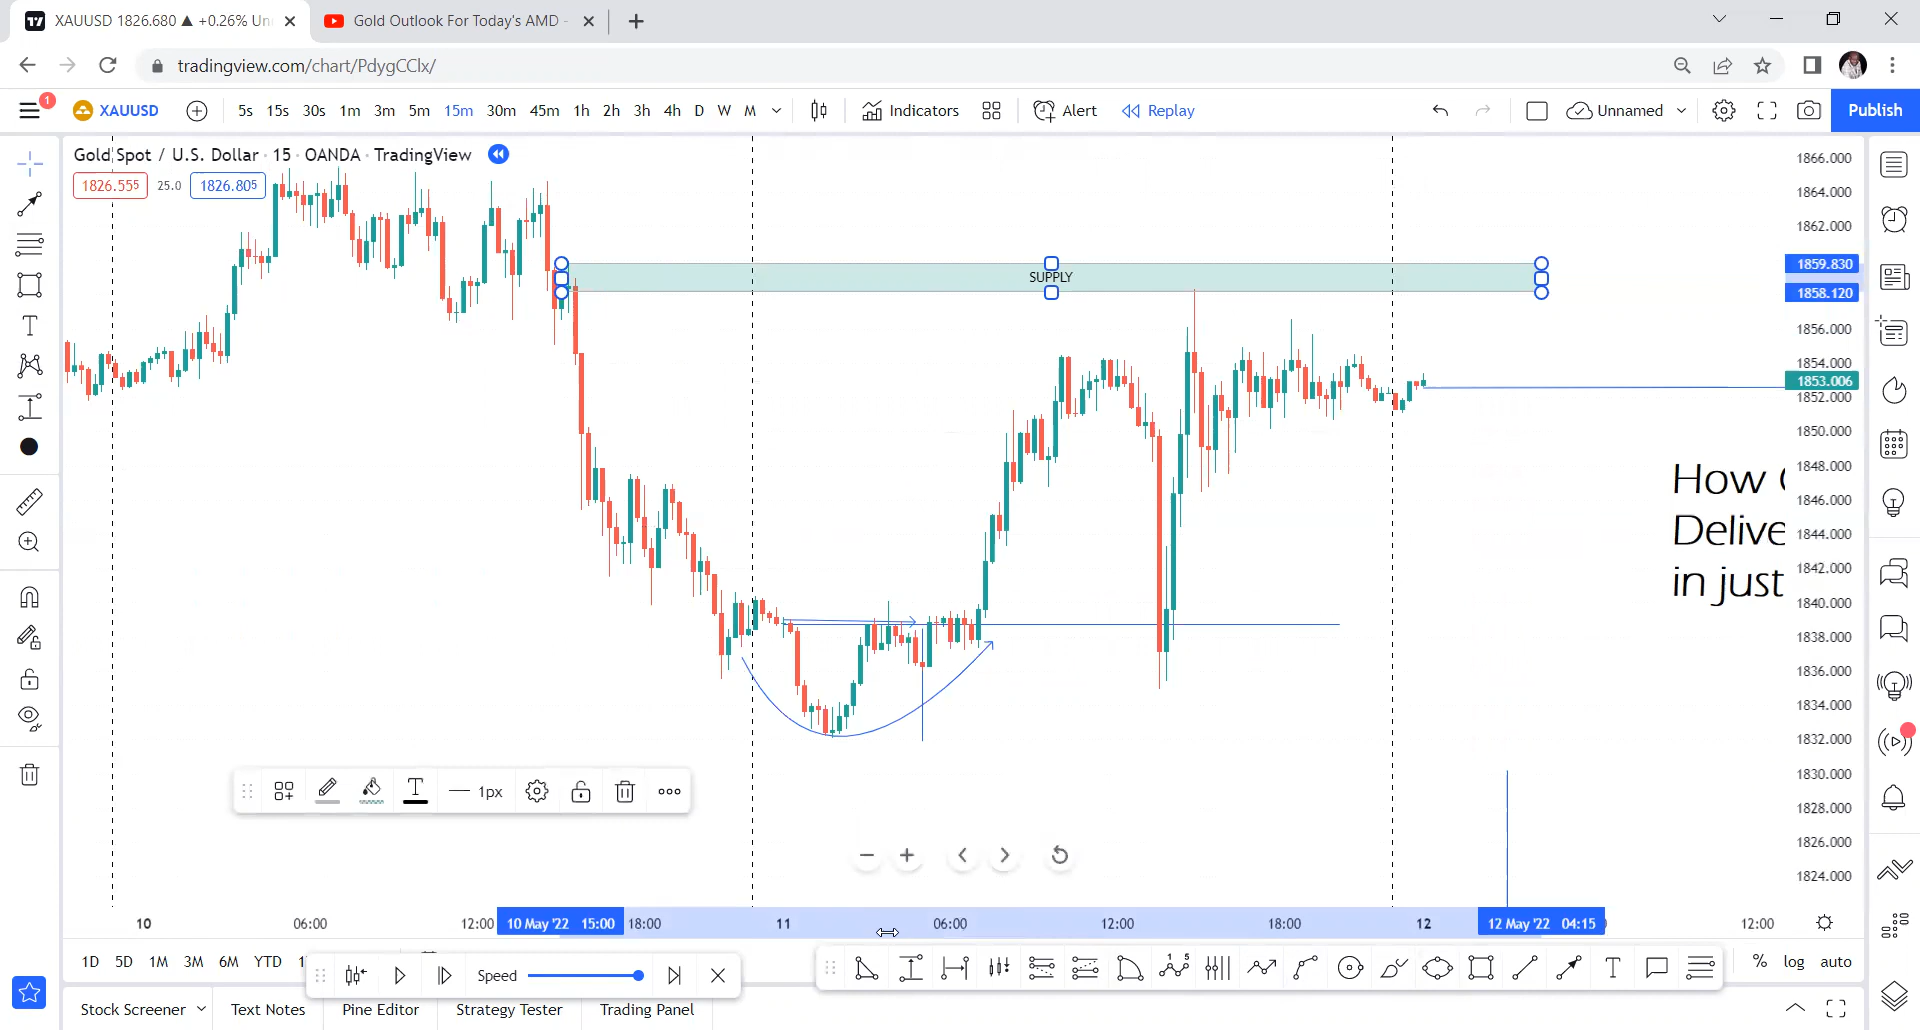 XAUUSD 1826.680 ▲ +0.26% Un
Gold Outlook For Today's AMD -
tradingview.com/chart/PdygCClx/
1
XAUUSD
5s 15s 30s 1m 3m 5m 15m 30m 45m 1h 2h 3h 4h D W M
Indicators
Alert
Replay
Unnamed
Publish
Gold Spot / U.S. Dollar · 15 · OANDA · TradingView
1826.555 25.0 1826.805
SUPPLY
1866.000
1864.000
1862.000
1859.830
1858.120
1856.000
1854.000
1853.006
1852.000
1850.000
1848.000
1846.000
1844.000
1842.000
1840.000
1838.000
1836.000
1834.000
1832.000
1830.000
1828.000
1826.000
1824.000
How
Delive
in just
1px
10 06:00 12:00 10 May '22 15:00 18:00 11 06:00 12:00 18:00 12 12 May '22 04:15 12:00
1D 5D 1M 3M 6M YTD
Speed
% log auto
Stock Screener Text Notes Pine Editor Strategy Tester Trading Panel